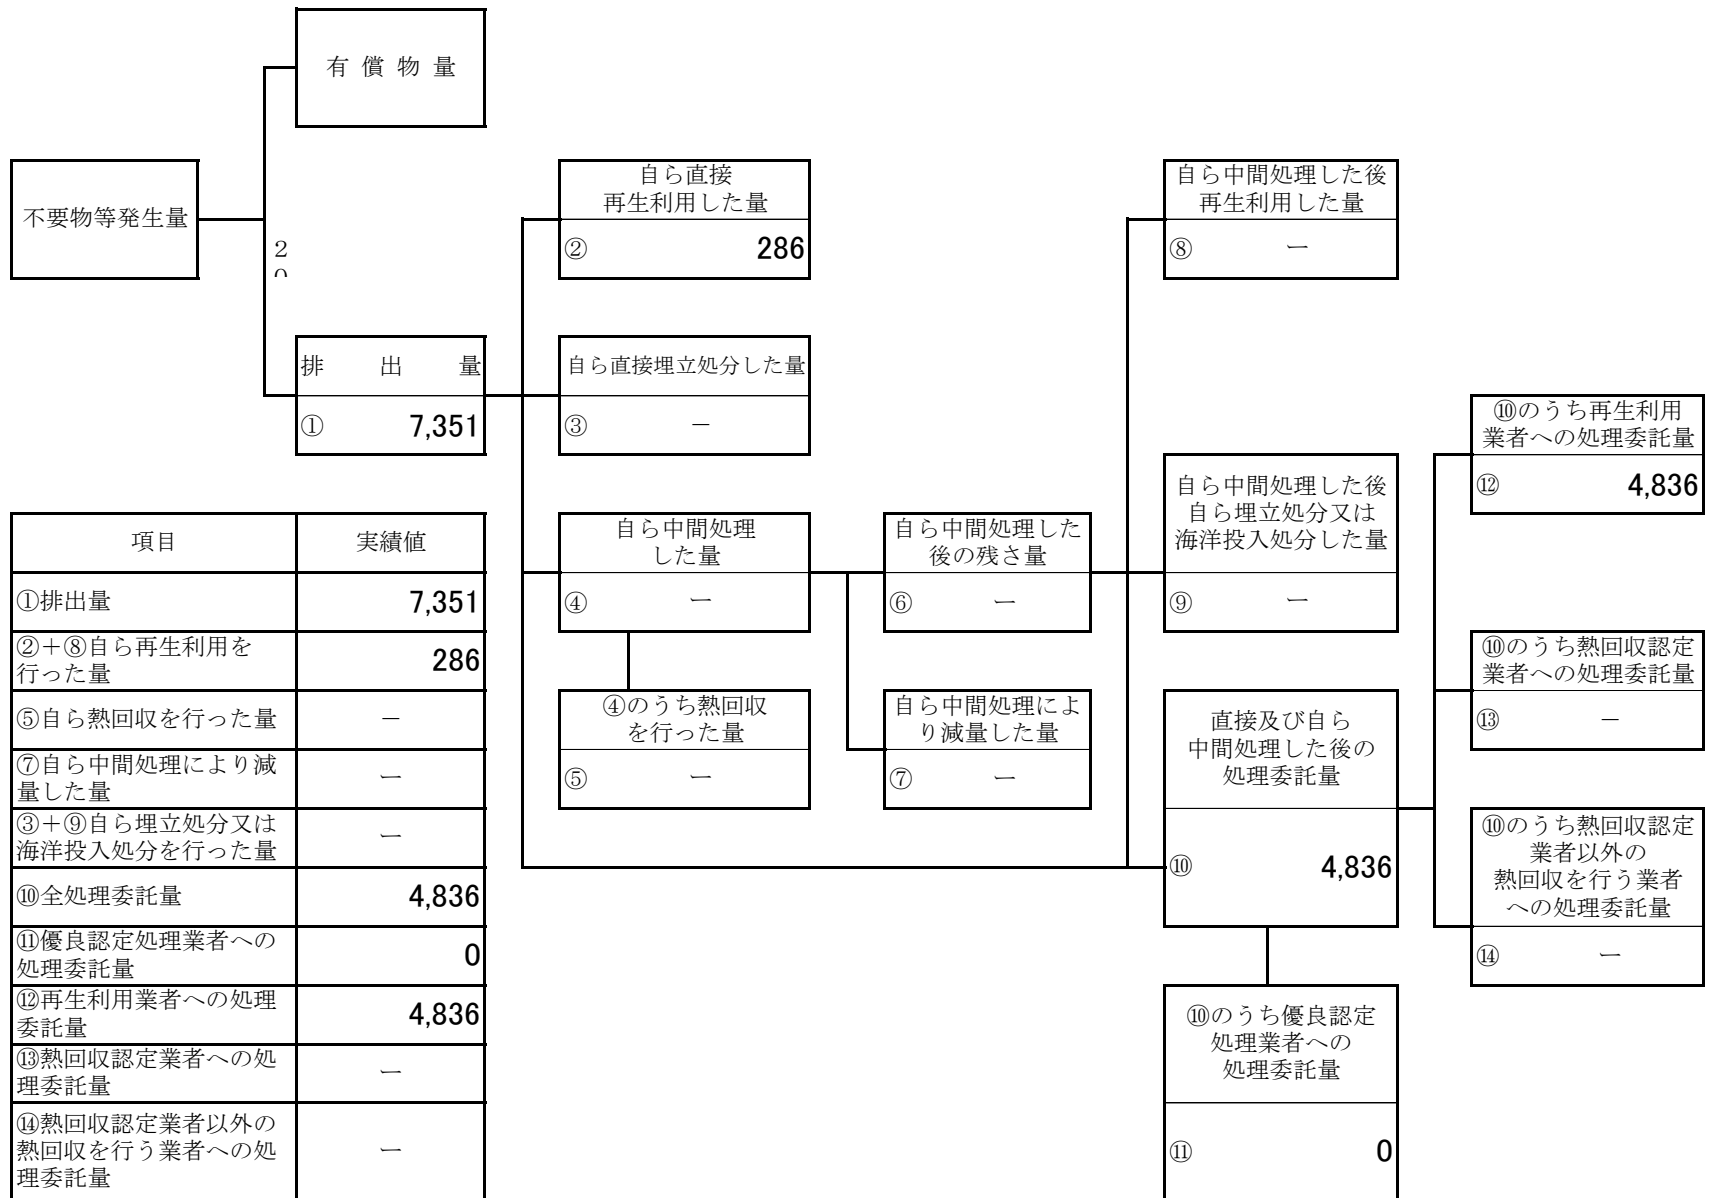 有償物量
不要物等発生量
2
自ら直接
再生利用した量
② 286
自ら中間処理した後
再生利用した量
⑧ ー
排出量
① 7,351
自ら直接埋立処分した量
③ －
⑩のうち再生利用
業者への処理委託量
⑫ 4,836
自ら中間処理
した量
④ ー
自ら中間処理した
後の残さ量
⑥ ー
自ら中間処理した後
自ら埋立処分又は
海洋投入処分した量
⑨ ー
⑩のうち熱回収認定
業者への処理委託量
⑬ －
④のうち熱回収
を行った量
⑤ ー
自ら中間処理によ
り減量した量
⑦ ー
直接及び自ら
中間処理した後の
処理委託量
⑩ 4,836
⑩のうち熱回収認定
業者以外の
熱回収を行う業者
への処理委託量
⑭ ー
⑩のうち優良認定
処理業者への
処理委託量
⑪ 0
項目 実績値
①排出量 7,351
②＋⑧自ら再生利用を
行った量 286
⑤自ら熱回収を行った量 －
⑦自ら中間処理により減
量した量 ー
③＋⑨自ら埋立処分又は
海洋投入処分を行った量 ー
⑩全処理委託量 4,836
⑪優良認定処理業者への
処理委託量 0
⑫再生利用業者への処理
委託量 4,836
⑬熱回収認定業者への処
理委託量 ー
⑭熱回収認定業者以外の
熱回収を行う業者への処
理委託量 ー